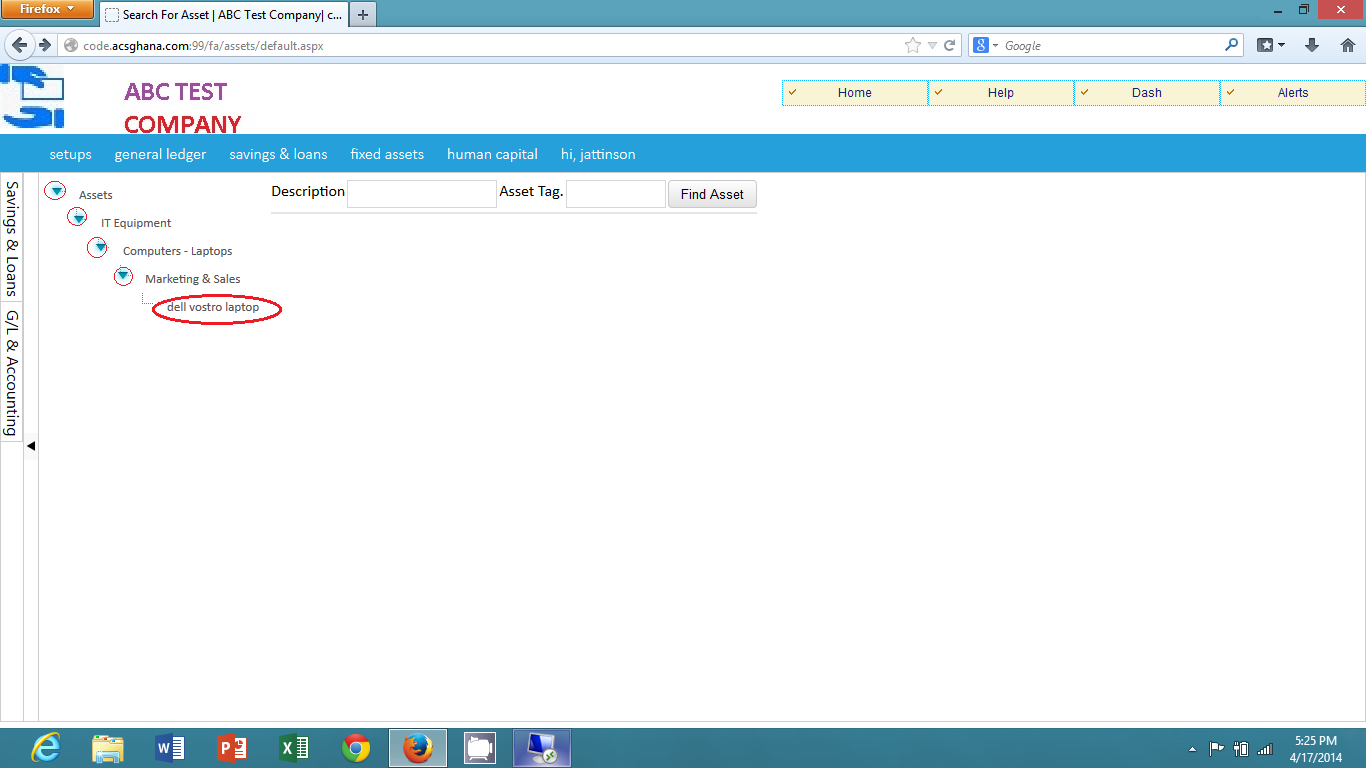 Firefox
Search For Asset | ABC Test Company| c...
code.acsghana.com:99/fa/assets/default.aspx
Google
ABC TEST
COMPANY
Home Help Dash Alerts
setups general ledger savings & loans fixed assets human capital hi, jattinson
Savings & Loans
G/L & Accounting
Assets
IT Equipment
Computers - Laptops
Marketing & Sales
dell vostro laptop
Description Asset Tag. Find Asset
5:25 PM
4/17/2014